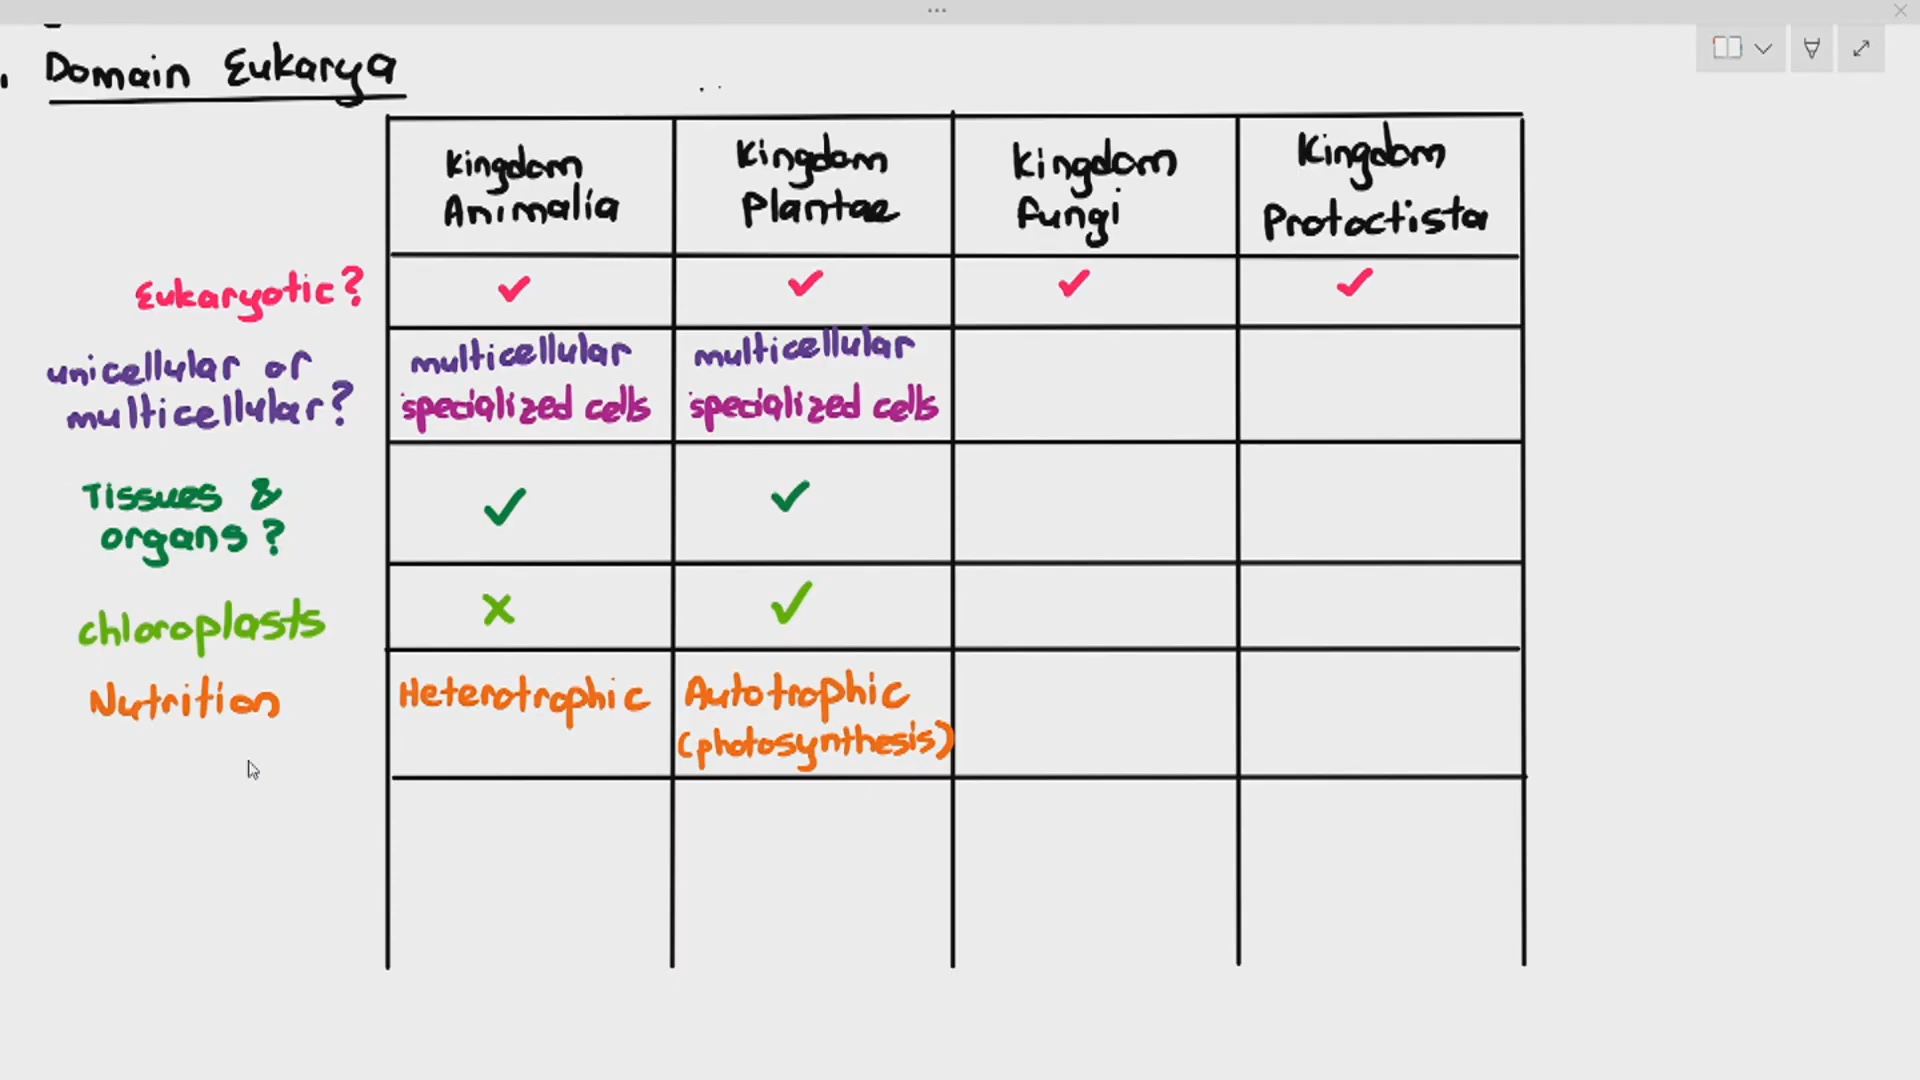 Domain Eukarya
Kingdom
Animalia
Kingdom
Plantae
Kingdom
fungi
Kingdom
Protoctista
Eukaryotic? ✓ ✓ ✓ ✓
unicellular or
multicellular?
multicellular
specialized cells
multicellular
specialized cells
Tissues &
organs?
✓ ✓
chloroplasts x ✓
Nutrition
Heterotrophic
Autotrophic
(photosynthesis)